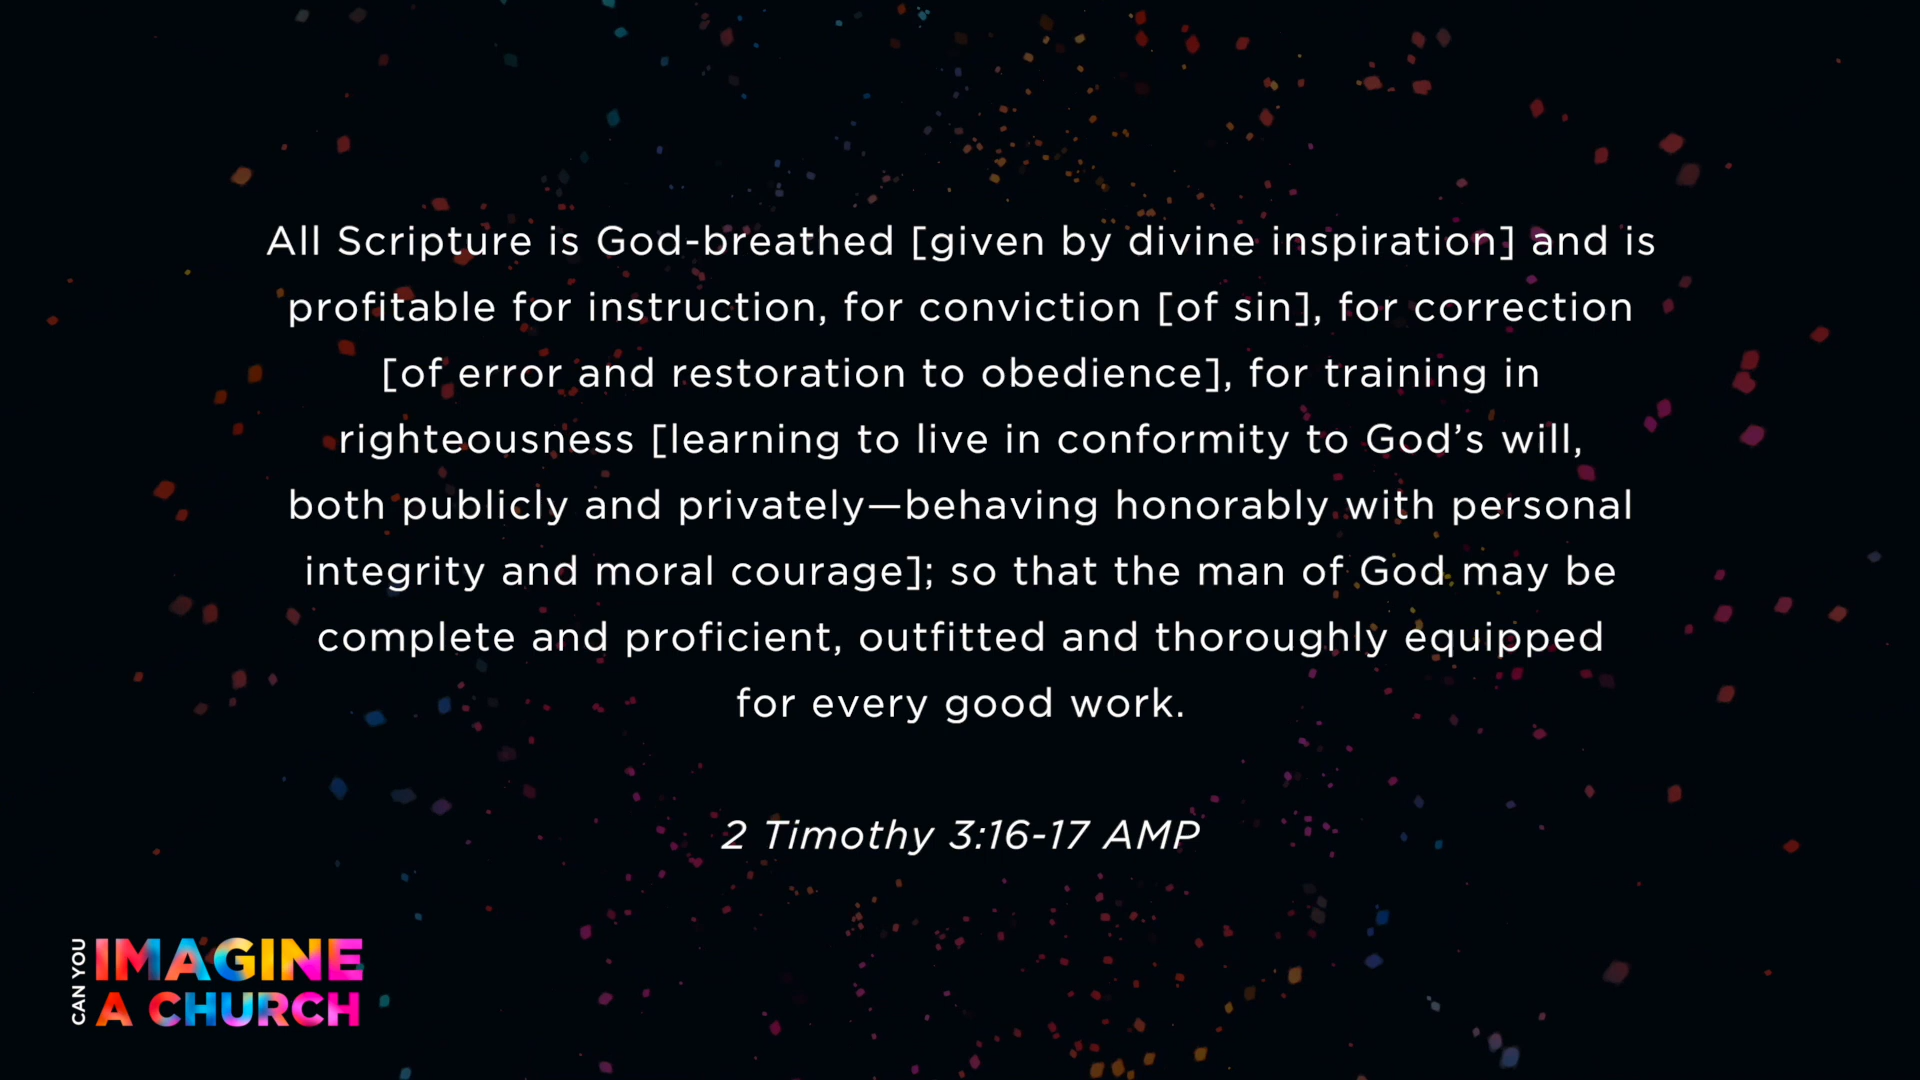 All Scripture is God-breathed [given by divine inspiration] and is
profitable for instruction, for conviction [of sin], for correction
[of error and restoration to obedience], for training in
righteousness [learning to live in conformity to God’s will,
both publicly and privately—behaving honorably with personal
integrity and moral courage]; so that the man of God may be
complete and proficient, outfitted and thoroughly equipped
for every good work.
2 Timothy 3:16-17 AMP
CAN YOU
IMAGINE
A CHURCH